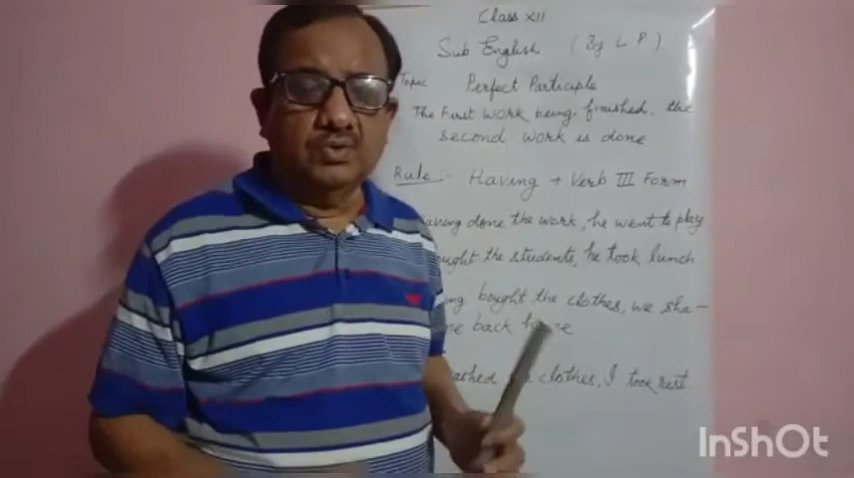 Class XII
Sub English (By L P)
Topic Perfect Participle
The First work being finished. the
second work is done
Rule:- Having + Verb III Form
Having done the work, he went to play
the students, he took lunch
bought the clothes, we sha-
back
clothes, I took rest
InShOt